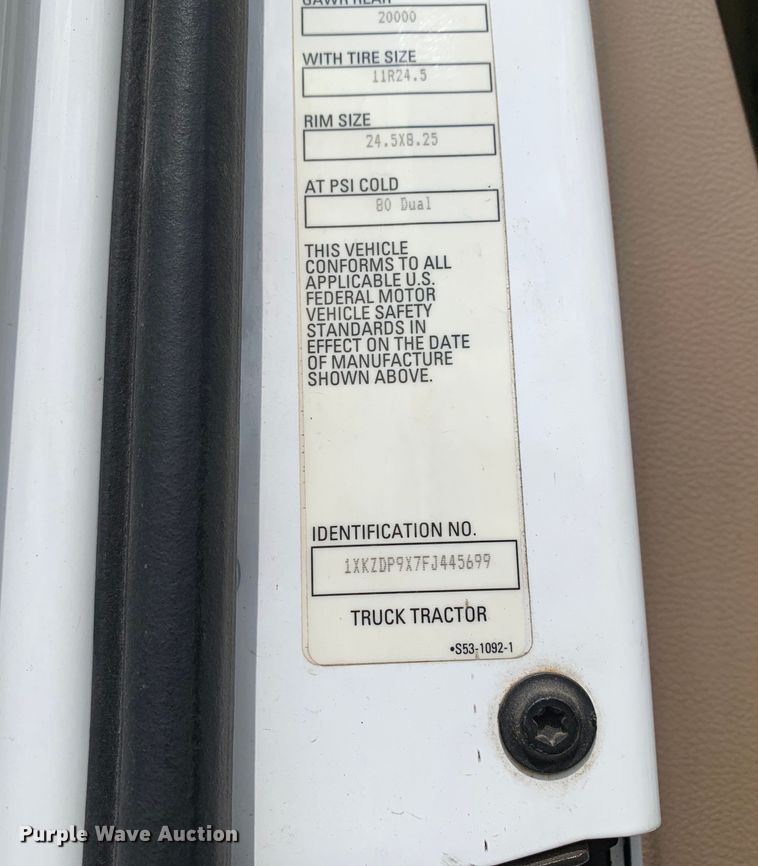 GAWR REAR
20000
WITH TIRE SIZE
11R24.5
RIM SIZE
24.5X8.25
AT PSI COLD
80 Dual
THIS VEHICLE
CONFORMS TO ALL
APPLICABLE U.S.
FEDERAL MOTOR
VEHICLE SAFETY
STANDARDS IN
EFFECT ON THE DATE
OF MANUFACTURE
SHOWN ABOVE.
IDENTIFICATION NO.
1XKZDP9X7FJ445699
TRUCK TRACTOR
•S53-1092-1
Purple Wave Auction